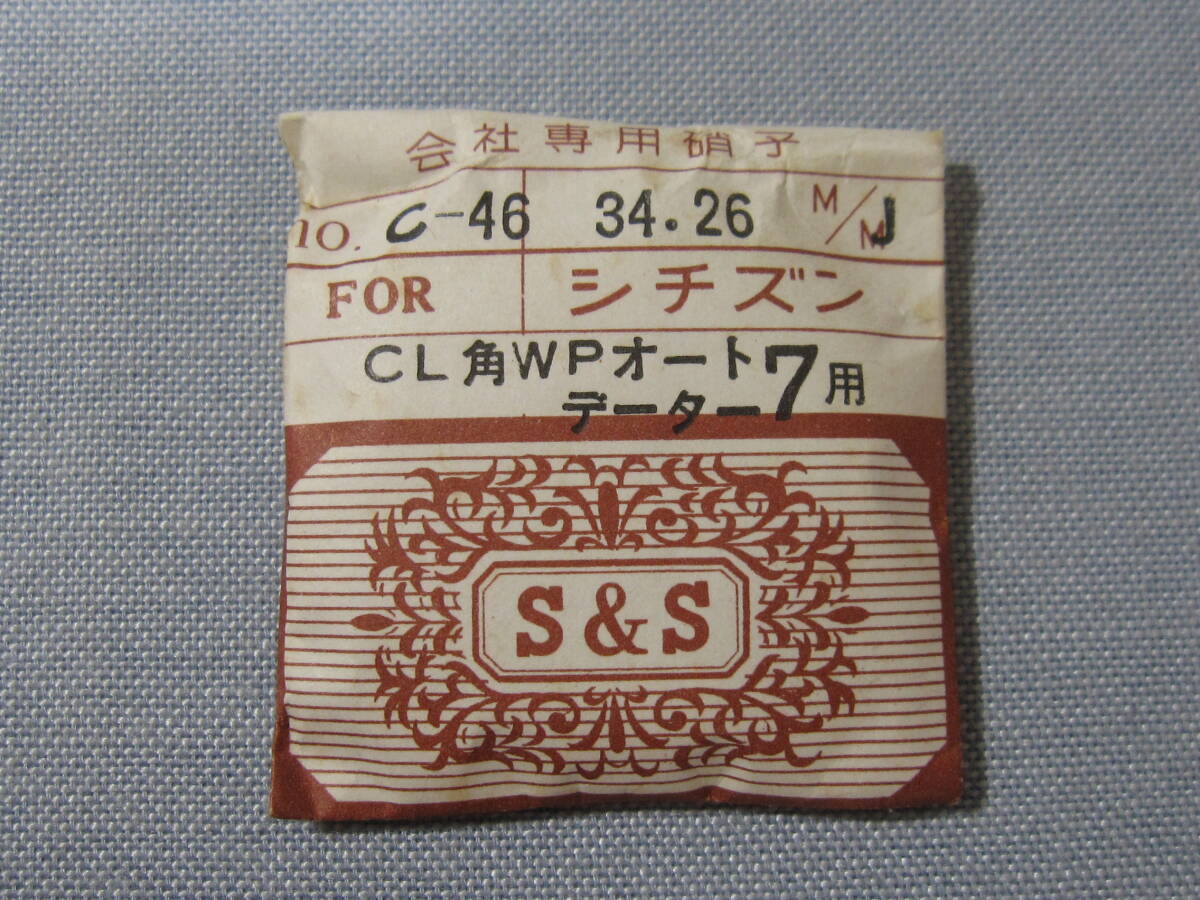 会社専用硝子
NO. C-46 34.26 M/M J
FOR シチズン
CL角WPオート
データー7用
S&S